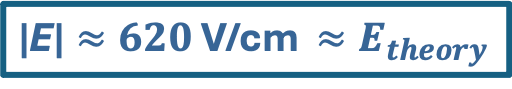 |E| ≈ 620 V/cm ≈ E_theory